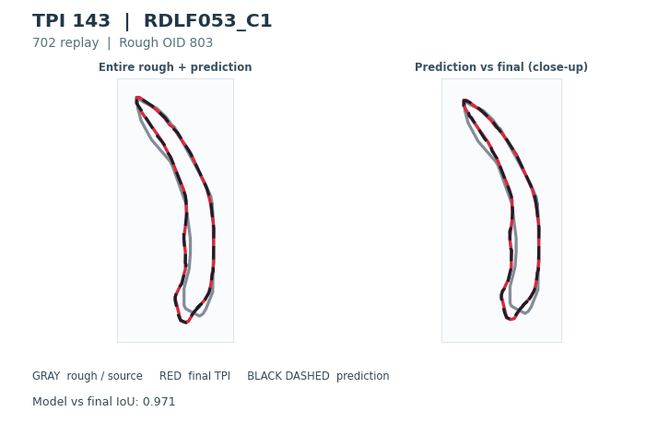 TPI 143 | RDLF053_C1
702 replay | Rough OID 803
Entire rough + prediction
Prediction vs final (close-up)
GRAY rough / source RED final TPI BLACK DASHED prediction
Model vs final IoU: 0.971